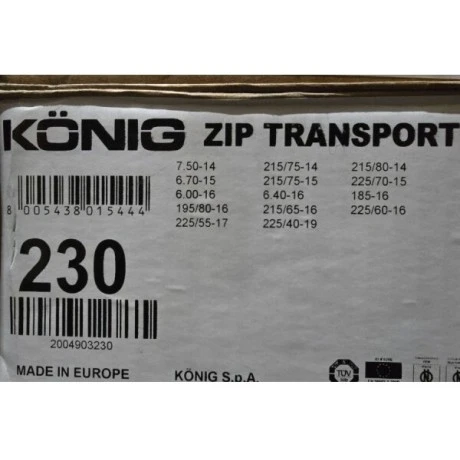 KÖNIG ZIP TRANSPORT
7.50-14 215/75-14 215/80-14
6.70-15 215/75-15 225/70-15
6.00-16 6.40-16 185-16
195/80-16 215/65-16 225/60-16
225/55-17 225/40-19
8 005438 015444
230
2004903230
MADE IN EUROPE
KÖNIG S.p.A.
TÜV